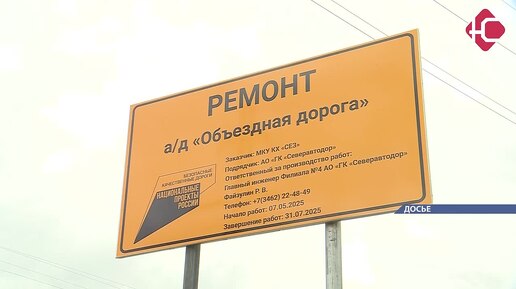 РЕМОНТ
а/д «Объездная дорога»
Заказчик: МКУ КХ «СЕЗ»
Подрядчик: АО «ГК «Северавтодор»
Ответственный за производство работ:
Главный инженер Филиала №4 АО «ГК «Северавтодор»
Файзулин Р. В.
Телефон: +7(3462) 22-48-49
Начало работ: 07.05.2025
Завершение работ: 31.07.2025
БЕЗОПАСНЫЕ
КАЧЕСТВЕННЫЕ ДОРОГИ
НАЦИОНАЛЬНЫЕ
ПРОЕКТЫ
РОССИИ
ДОСЬЕ
Ю
С